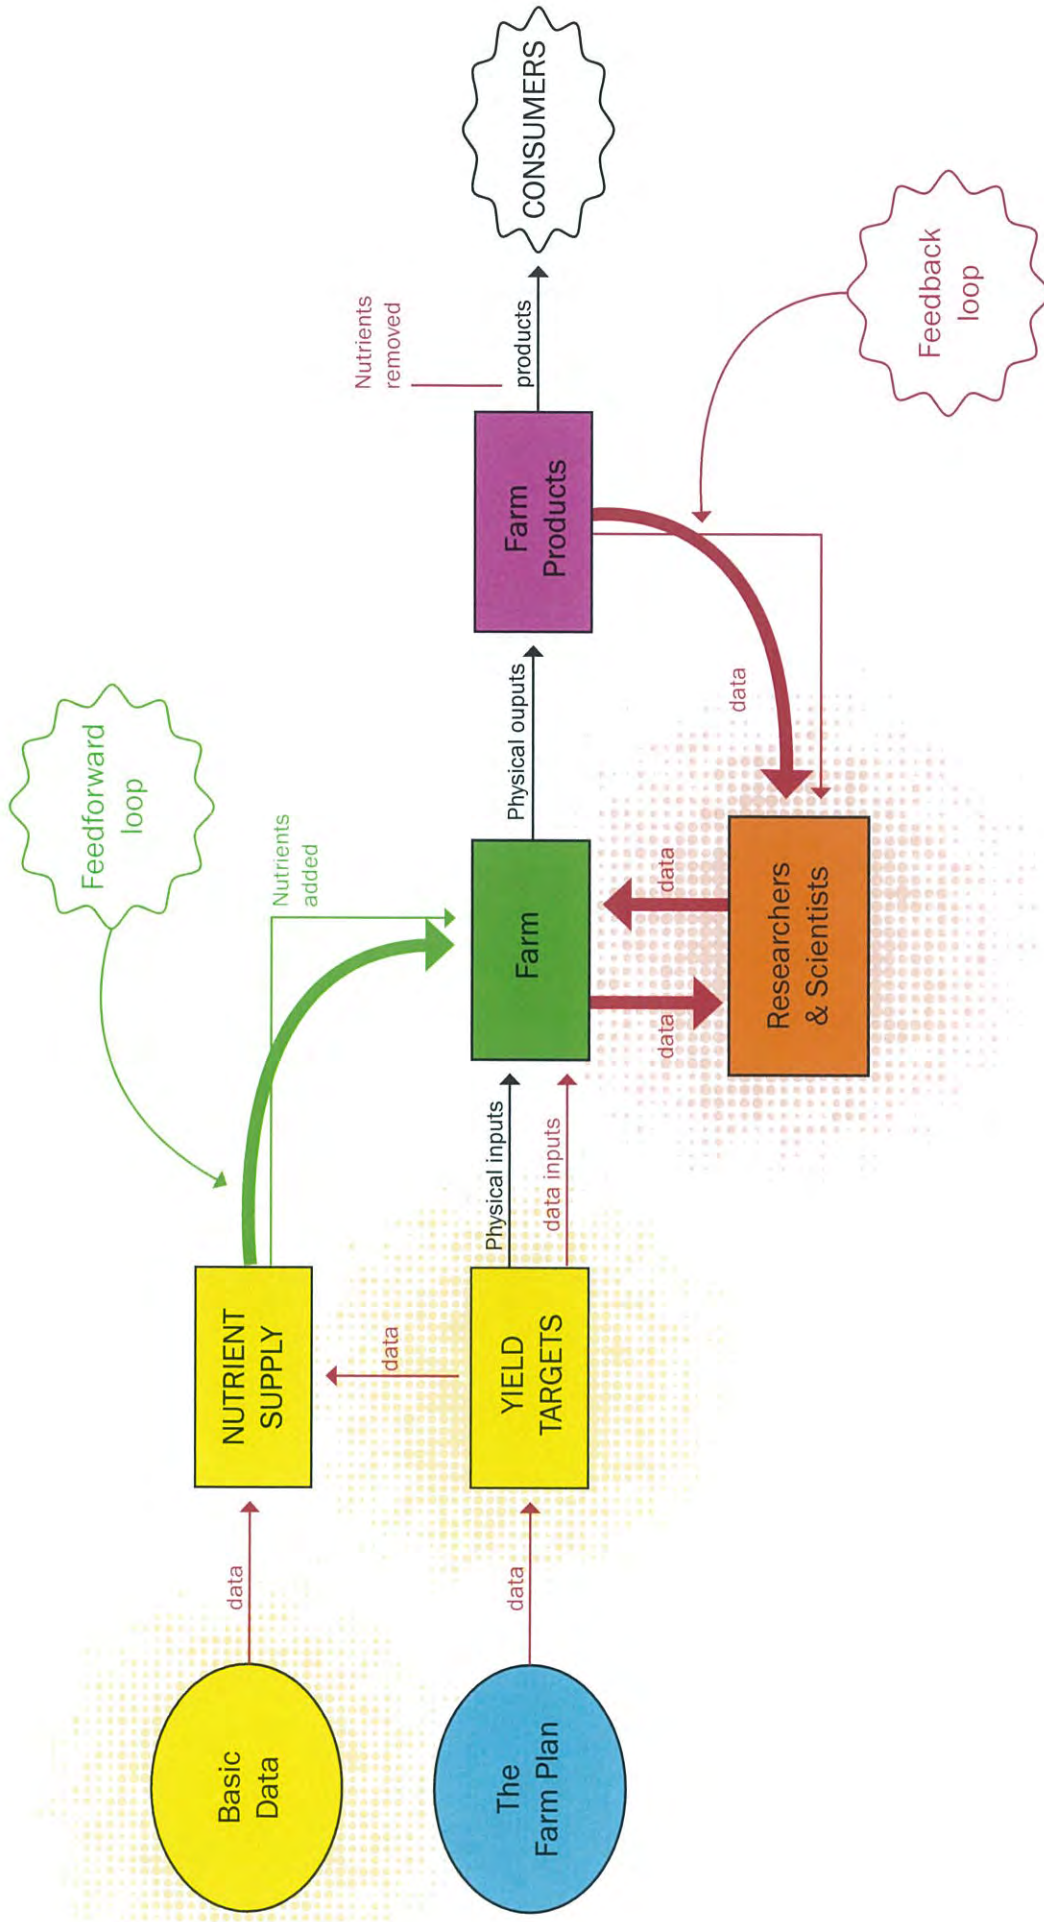 Feedforward
loop
Basic
Data
data
NUTRIENT
SUPPLY
Nutrients
added
data
The
Farm Plan
data
YIELD
TARGETS
Physical inputs
data inputs
Farm
Physical ouputs
Farm
Products
Nutrients
removed
products
CONSUMERS
data
data
Researchers
& Scientists
data
Feedback
loop